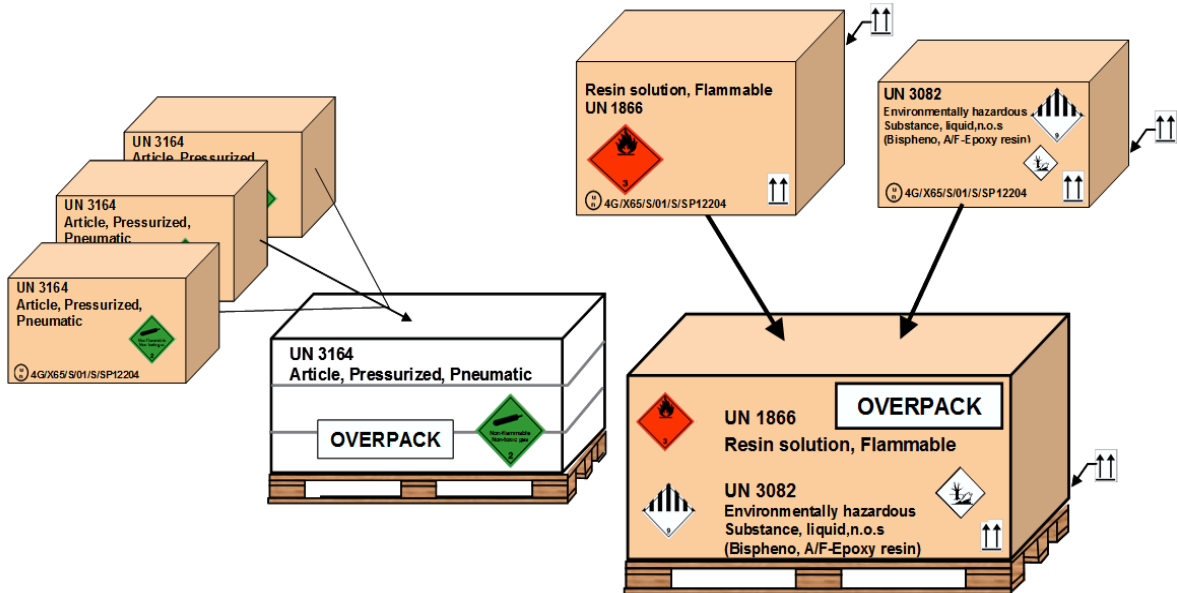 UN 3164
Article, Pressurized
UN 3164
Article, Pressurized,
Pneumatic
UN 3164
Article, Pressurized,
Pneumatic
2
u
n
4G/X65/S/01/S/SP12204
UN 3164
Article, Pressurized, Pneumatic
OVERPACK
Non-flammable
Non-toxic gas
2
Resin solution, Flammable
UN 1866
3
u
n
4G/X65/S/01/S/SP12204
UN 3082
Environmentally hazardous
Substance, liquid,n.o.s
(Bispheno, A/F-Epoxy resin)
9
u
n
4G/X65/S/01/S/SP12204
OVERPACK
3
UN 1866
Resin solution, Flammable
UN 3082
Environmentally hazardous
Substance, liquid,n.o.s
(Bispheno, A/F-Epoxy resin)
9